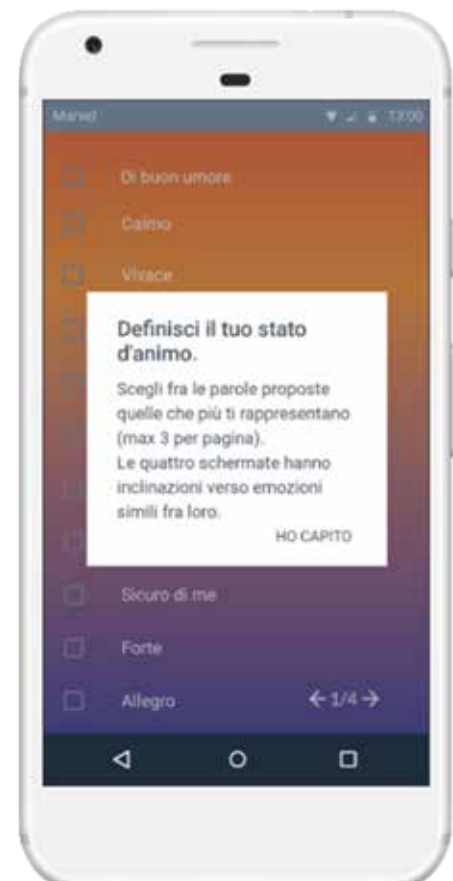 Marvel 13:00
Di buon umore
Calmo
Vivace
Definisci il tuo stato
d'animo.
Scegli fra le parole proposte
quelle che più ti rappresentano
(max 3 per pagina).
Le quattro schermate hanno
inclinazioni verso emozioni
simili fra loro.
HO CAPITO
Sicuro di me
Forte
Allegro ← 1/4 →